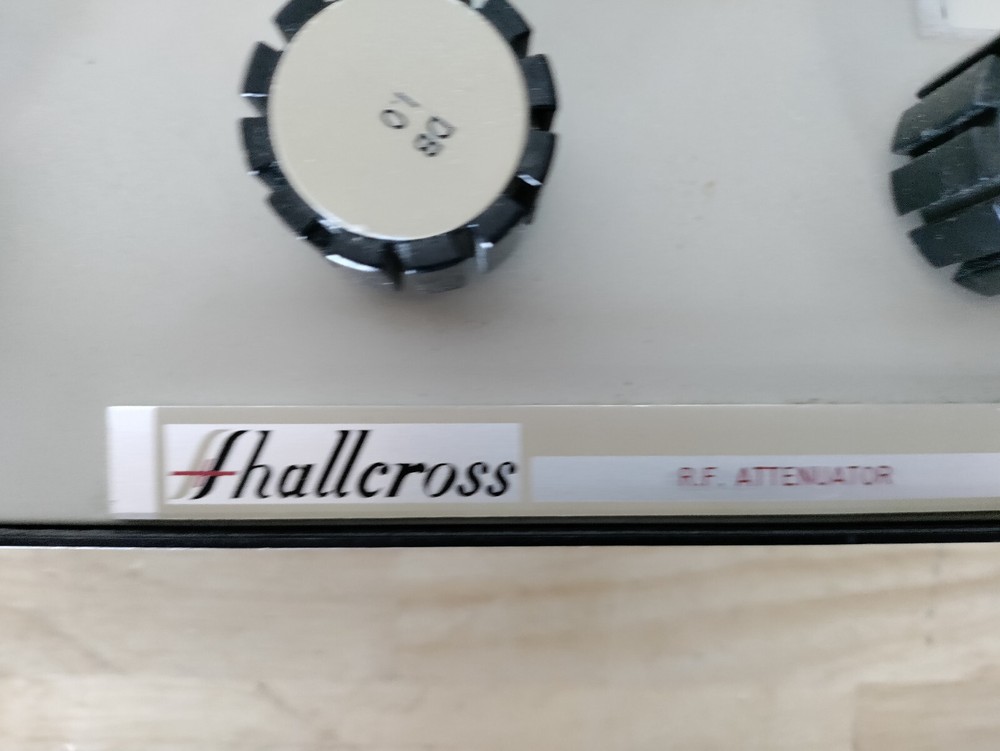 DB
10
Shallcross
R.F. ATTENUATOR